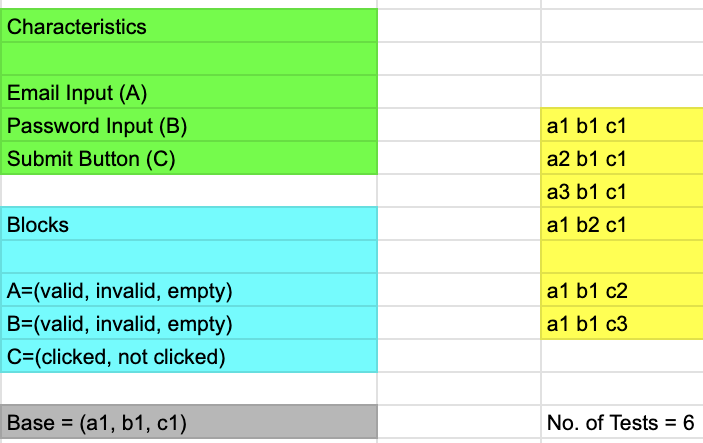 Characteristics
Email Input (A)
Password Input (B)
Submit Button (C)
Blocks
A=(valid, invalid, empty)
B=(valid, invalid, empty)
C=(clicked, not clicked)
Base = (a1, b1, c1)
a1 b1 c1
a2 b1 c1
a3 b1 c1
a1 b2 c1
a1 b1 c2
a1 b1 c3
No. of Tests = 6